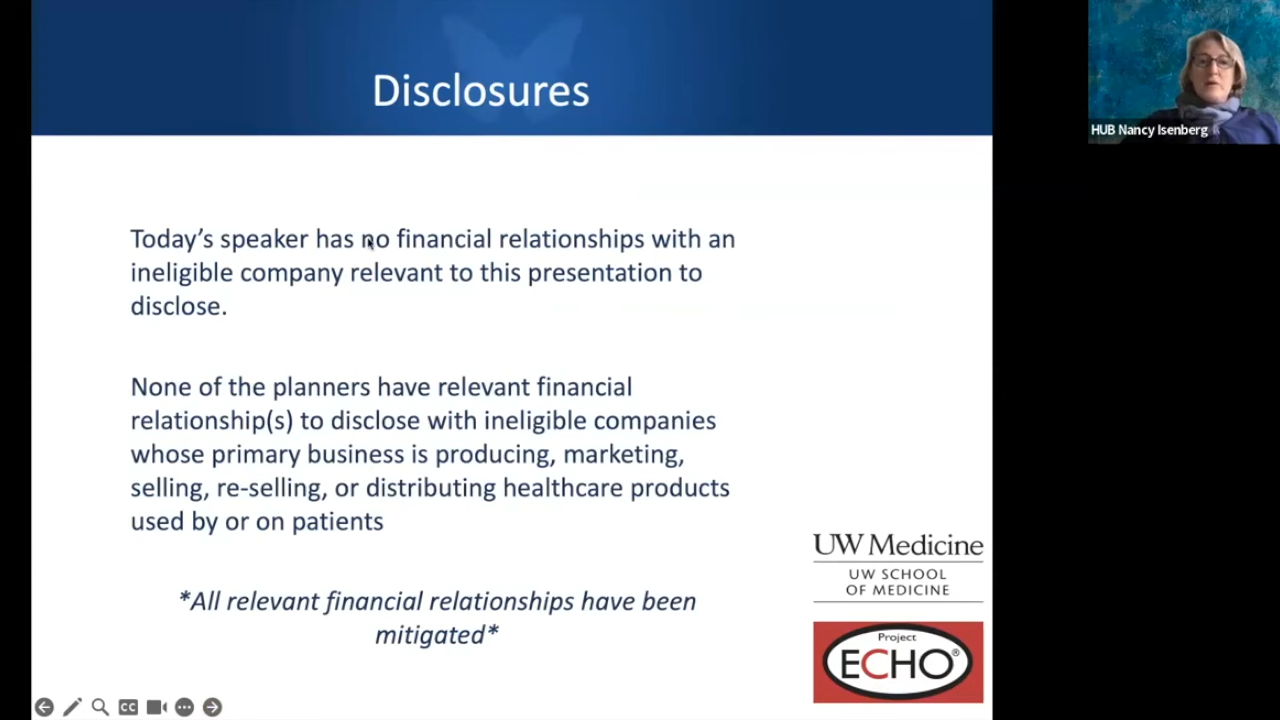 Disclosures
HUB Nancy Isenberg
Today's speaker has no financial relationships with an
ineligible company relevant to this presentation to
disclose.
None of the planners have relevant financial
relationship(s) to disclose with ineligible companies
whose primary business is producing, marketing,
selling, re-selling, or distributing healthcare products
used by or on patients
*All relevant financial relationships have been
mitigated*
UW Medicine
UW SCHOOL
OF MEDICINE
Project
ECHO®
CC